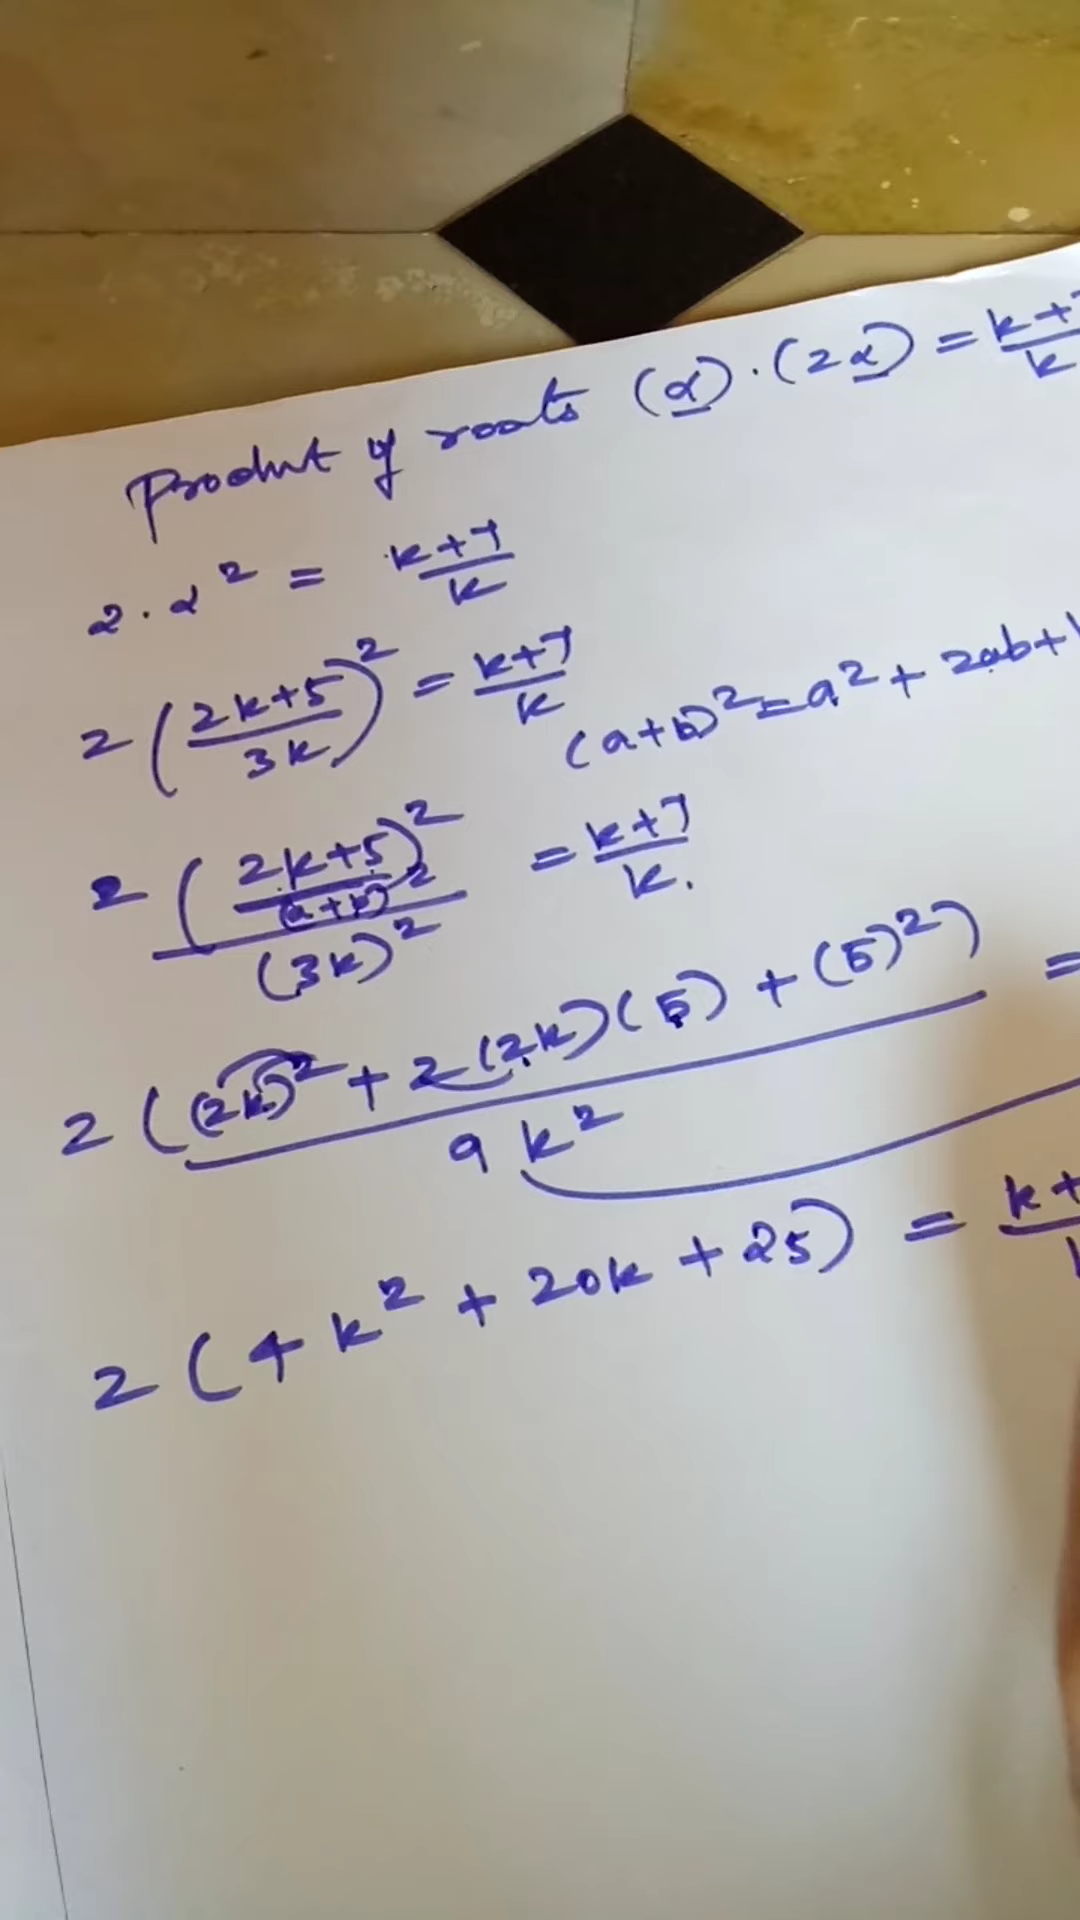 Product of roots (α) . (2α) = k+7/k
2 . α² = k+7/k
2 (2k+5/3k)² = k+7/k
(a+b)² = a² + 2ab +
2 (2k+5)²/(3k)² = k+7/k.
(a+b)²
2 ((2k)² + 2 (2k) (5) + (5)²)/9k² =
2 (4k² + 20k + 25) = k+